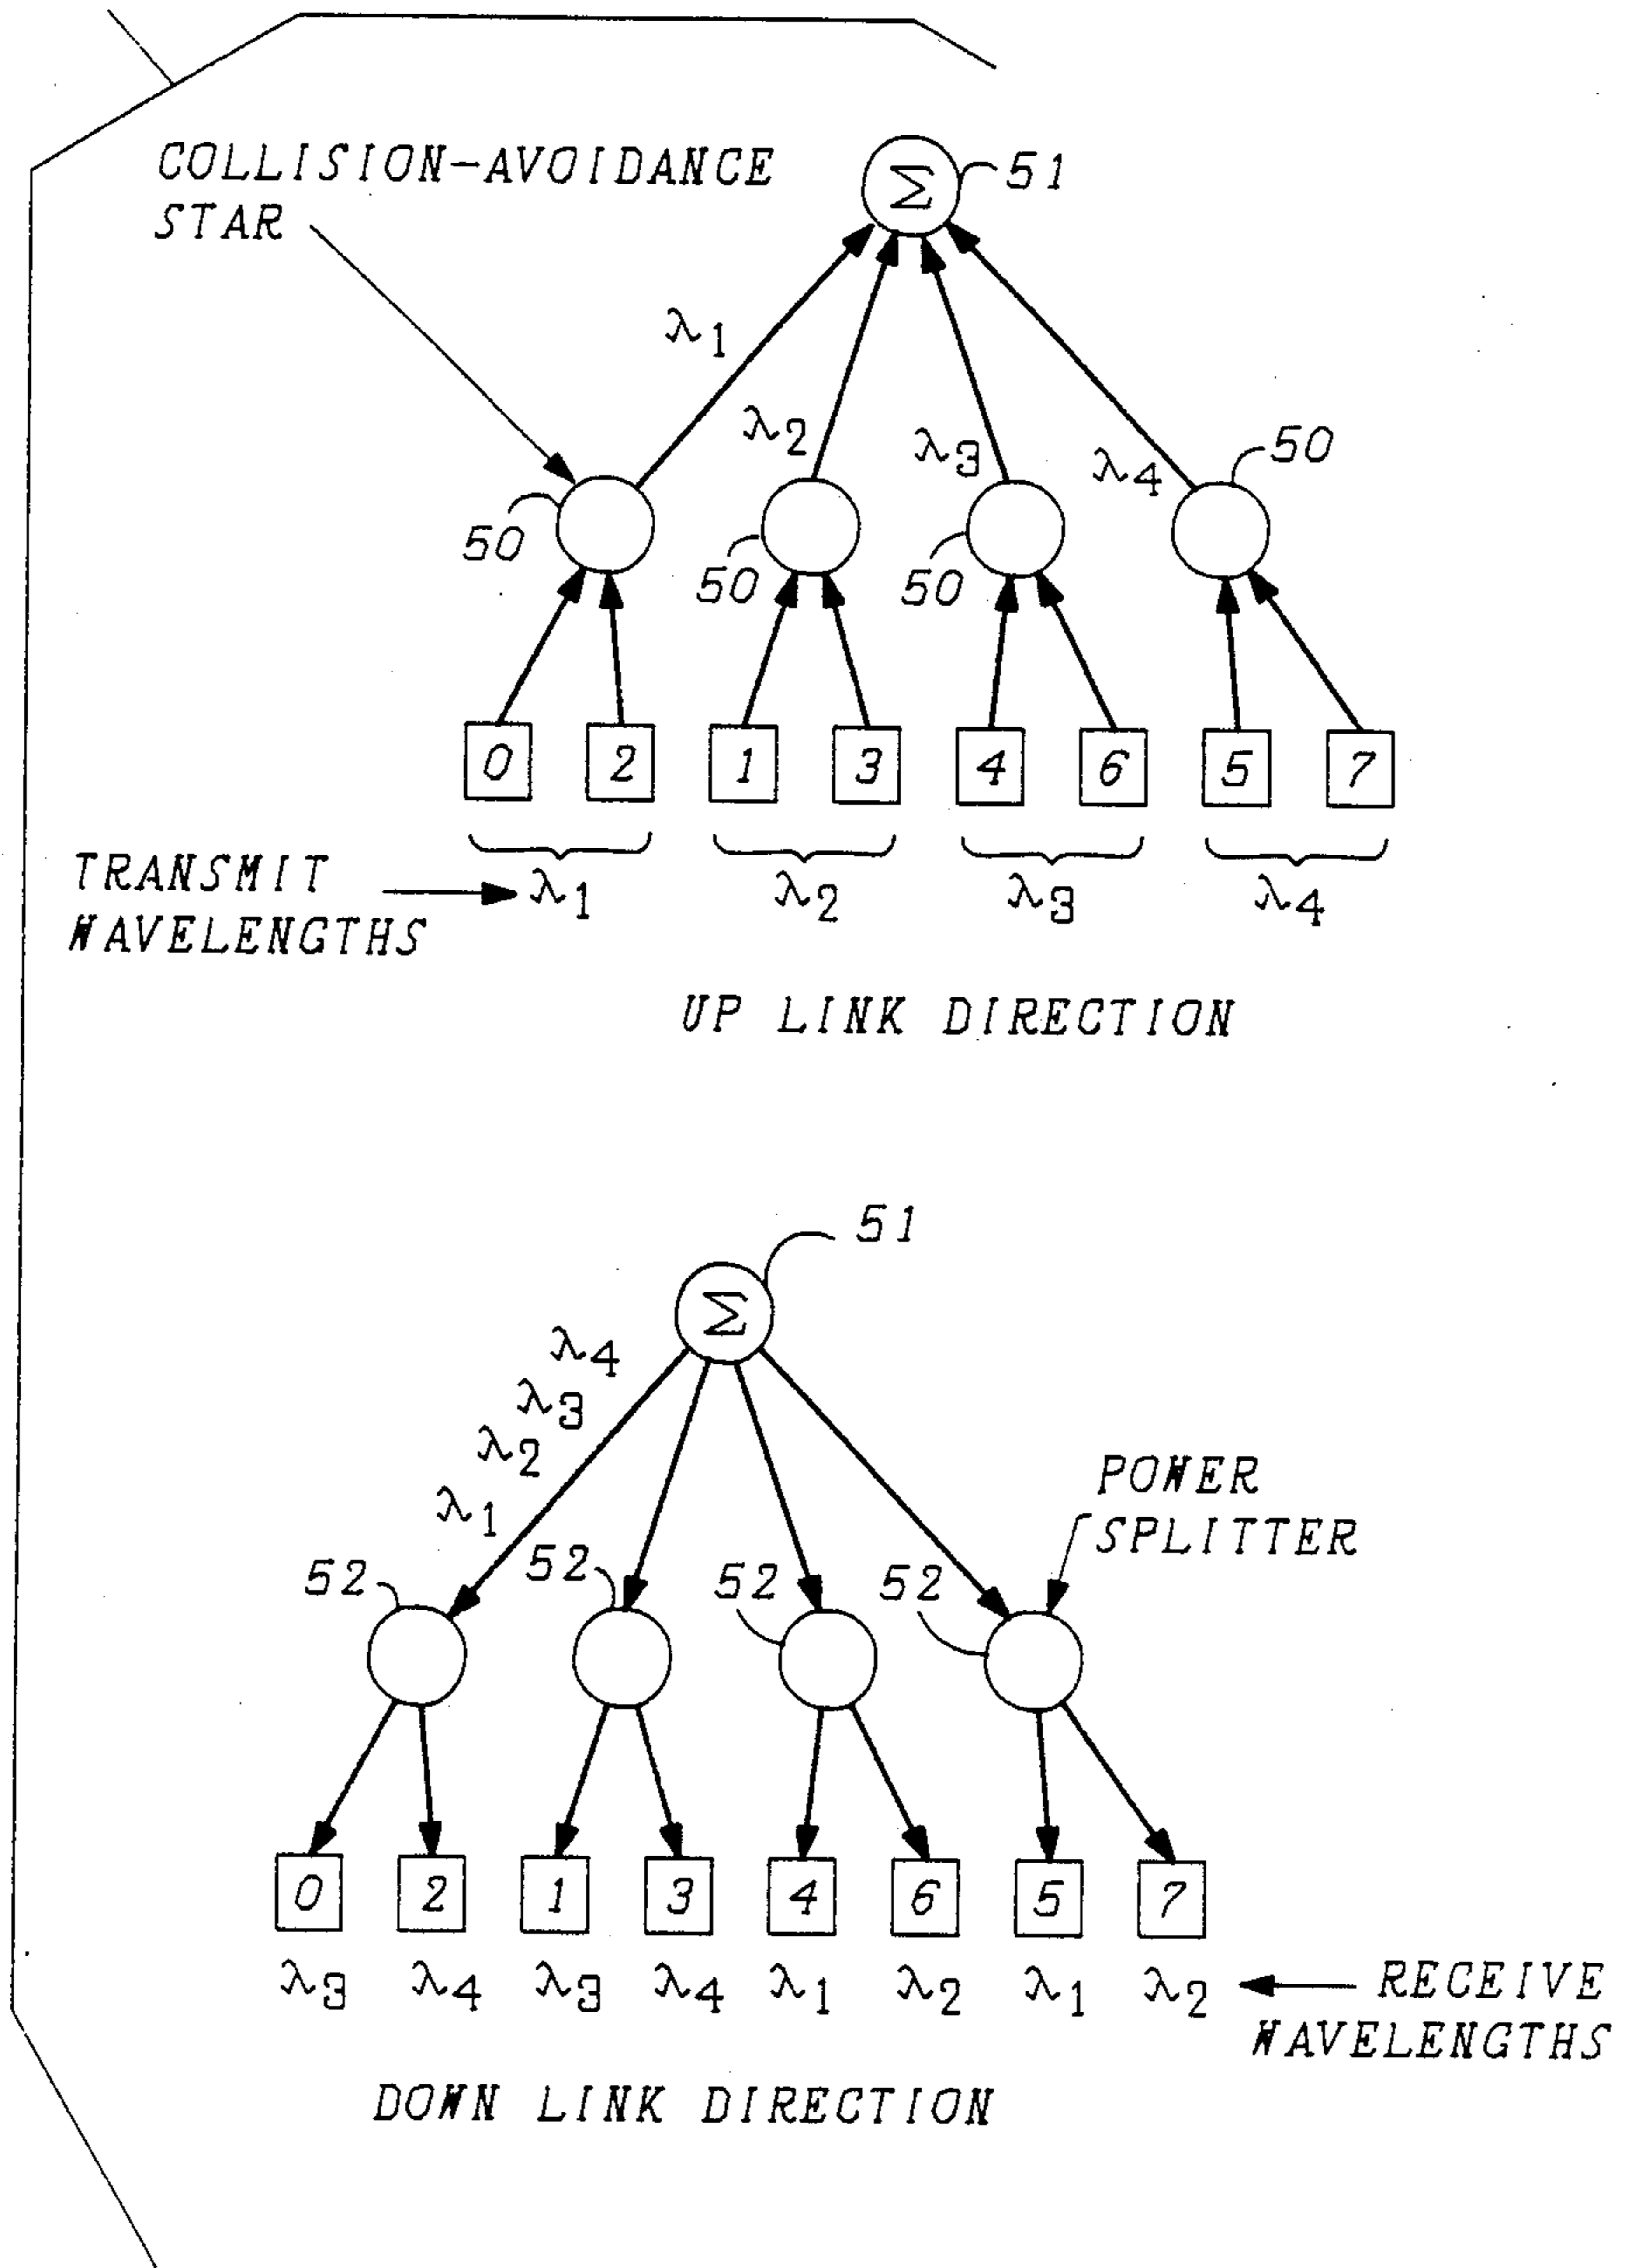 COLLISION-AVOIDANCE
STAR
Σ 51
λ1
λ2 λ3 λ4 50
50 50 50
0 2 1 3 4 6 5 7
TRANSMIT
WAVELENGTHS
λ1 λ2 λ3 λ4
UP LINK DIRECTION
51
Σ
λ4
λ3
λ2
λ1
POWER
SPLITTER
52 52 52 52
0 2 1 3 4 6 5 7
λ3 λ4 λ3 λ4 λ1 λ2 λ1 λ2 RECEIVE
WAVELENGTHS
DOWN LINK DIRECTION